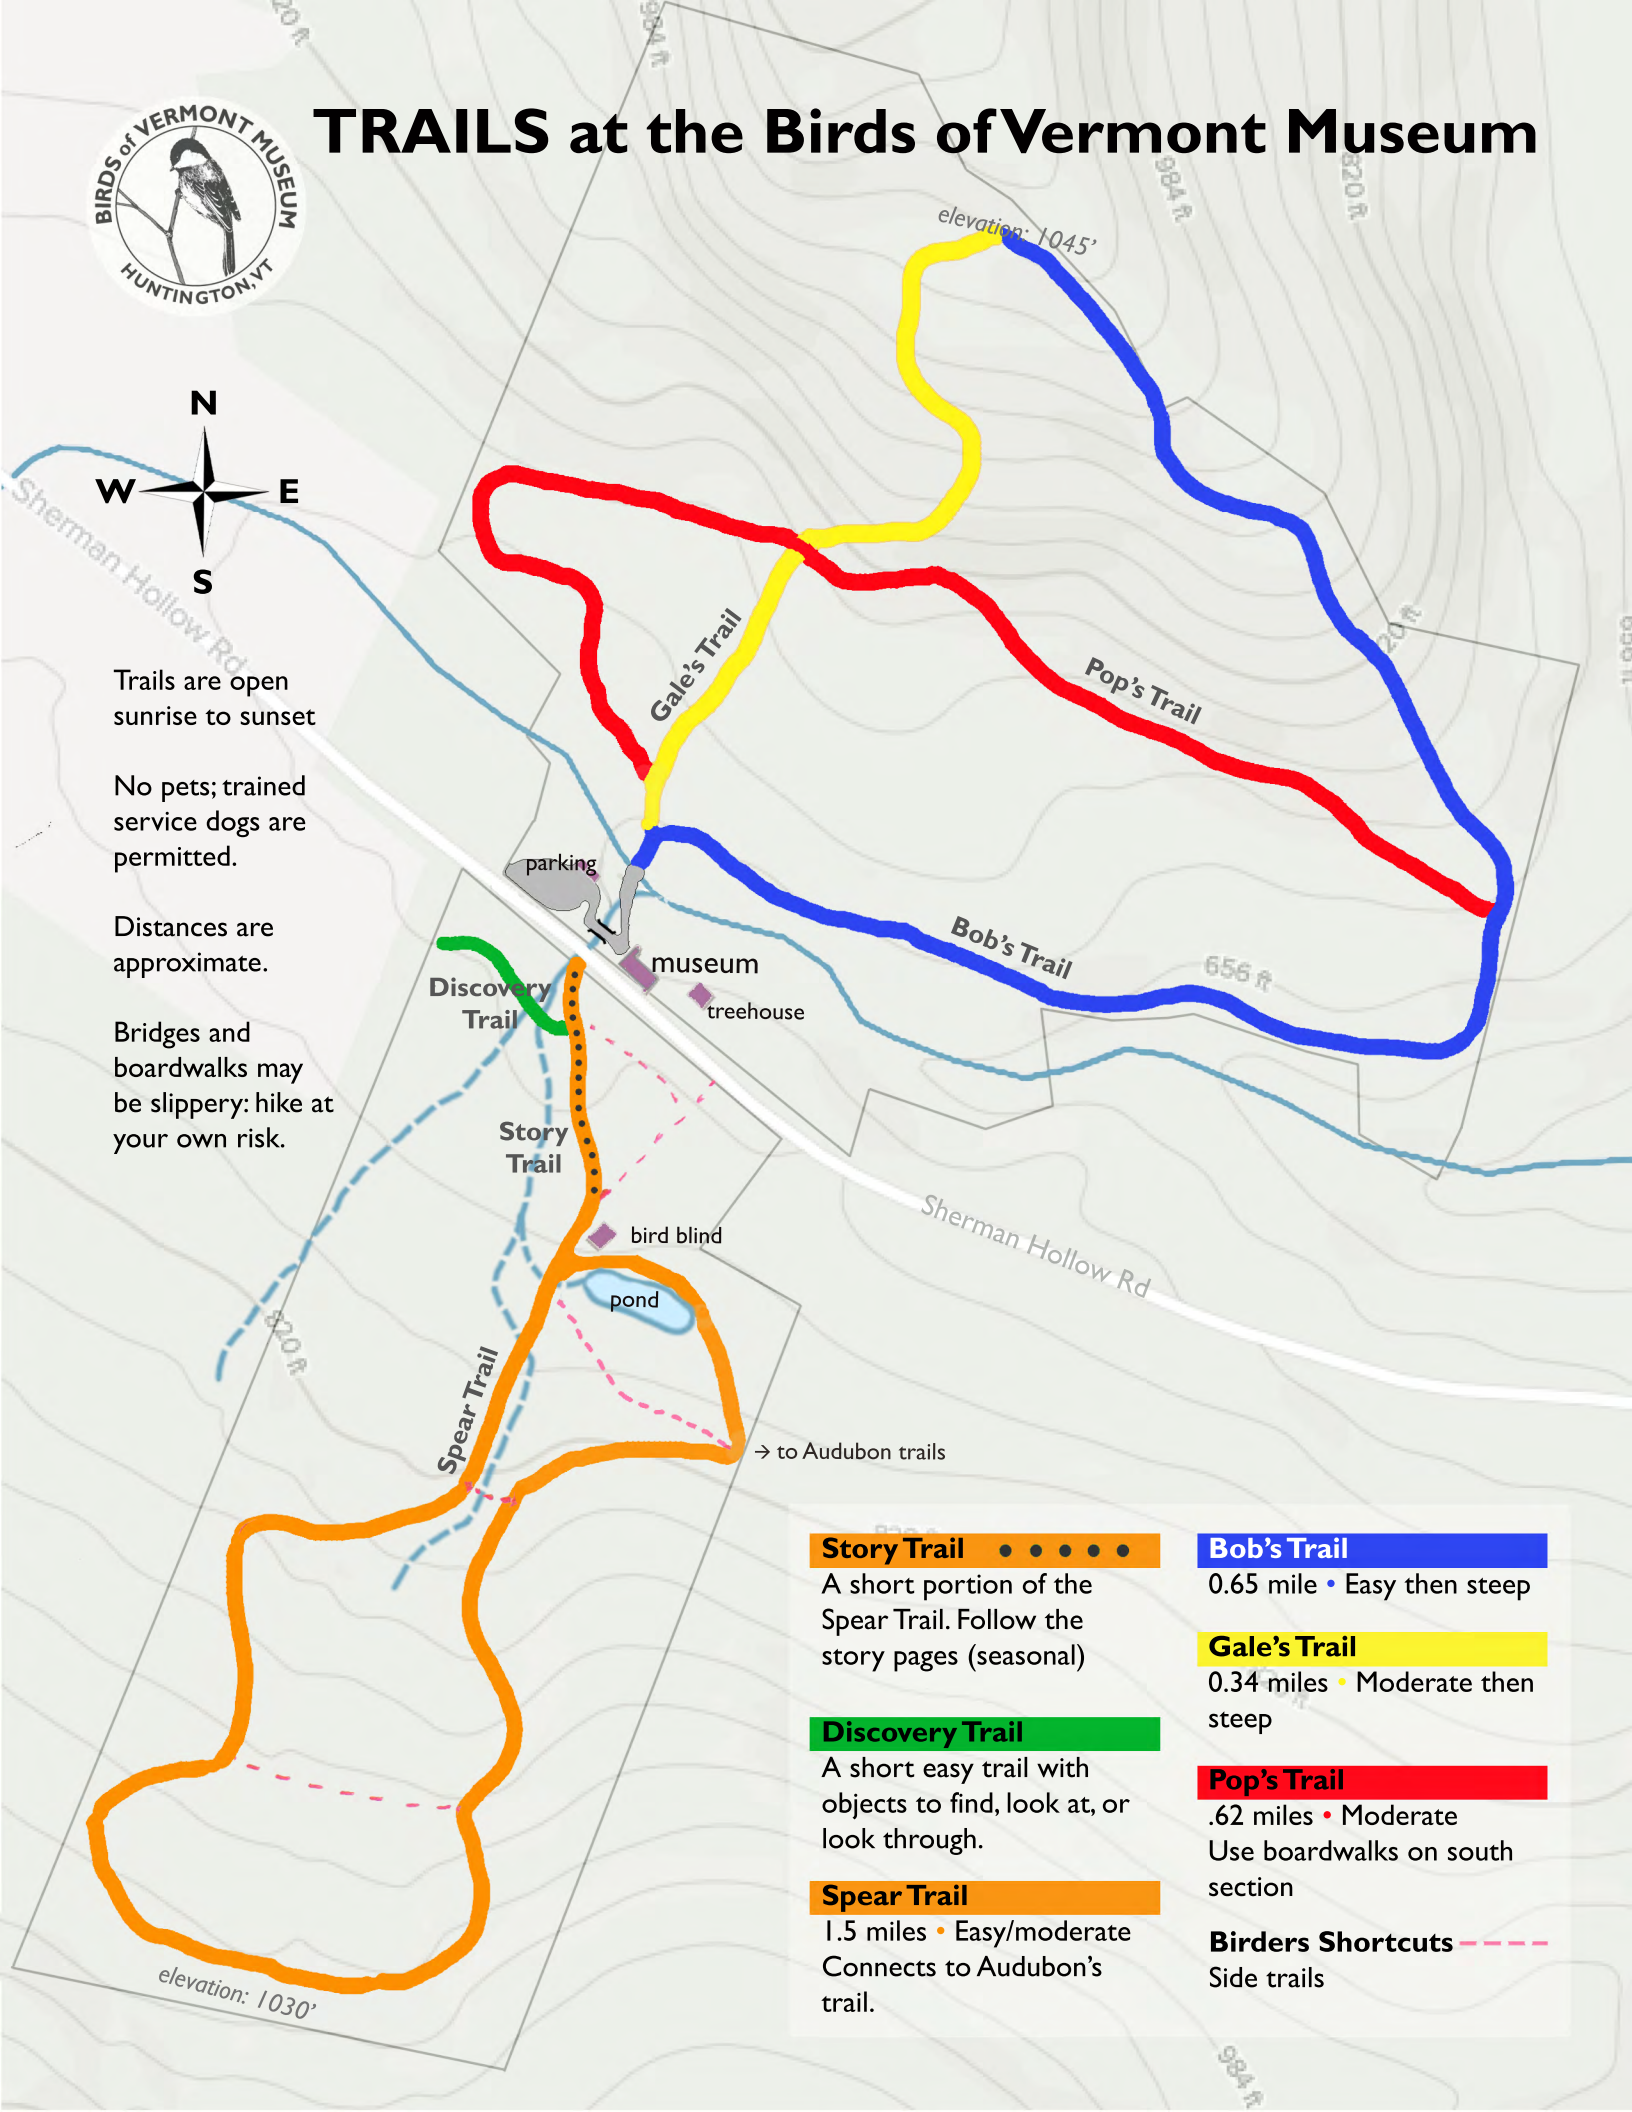 820 ft
984 ft
BIRDS of VERMONT MUSEUM
HUNTINGTON, VT
TRAILS at the Birds of Vermont Museum
984 ft
820 ft
elevation: 1045'
N
W
E
S
Sherman Hollow Rd
Trails are open
sunrise to sunset
No pets; trained
service dogs are
permitted.
Distances are
approximate.
Bridges and
boardwalks may
be slippery: hike at
your own risk.
Gale's Trail
Pop's Trail
20 ft
parking
Bob's Trail
656 ft
museum
treehouse
Discovery
Trail
Story
Trail
bird blind
pond
Sherman Hollow Rd
820 ft
Spear Trail
→ to Audubon trails
elevation: 1030'
Story Trail
A short portion of the
Spear Trail. Follow the
story pages (seasonal)
Discovery Trail
A short easy trail with
objects to find, look at, or
look through.
Spear Trail
1.5 miles • Easy/moderate
Connects to Audubon's
trail.
Bob's Trail
0.65 mile • Easy then steep
Gale's Trail
0.34 miles • Moderate then
steep
Pop's Trail
.62 miles • Moderate
Use boardwalks on south
section
Birders Shortcuts
Side trails
984 ft